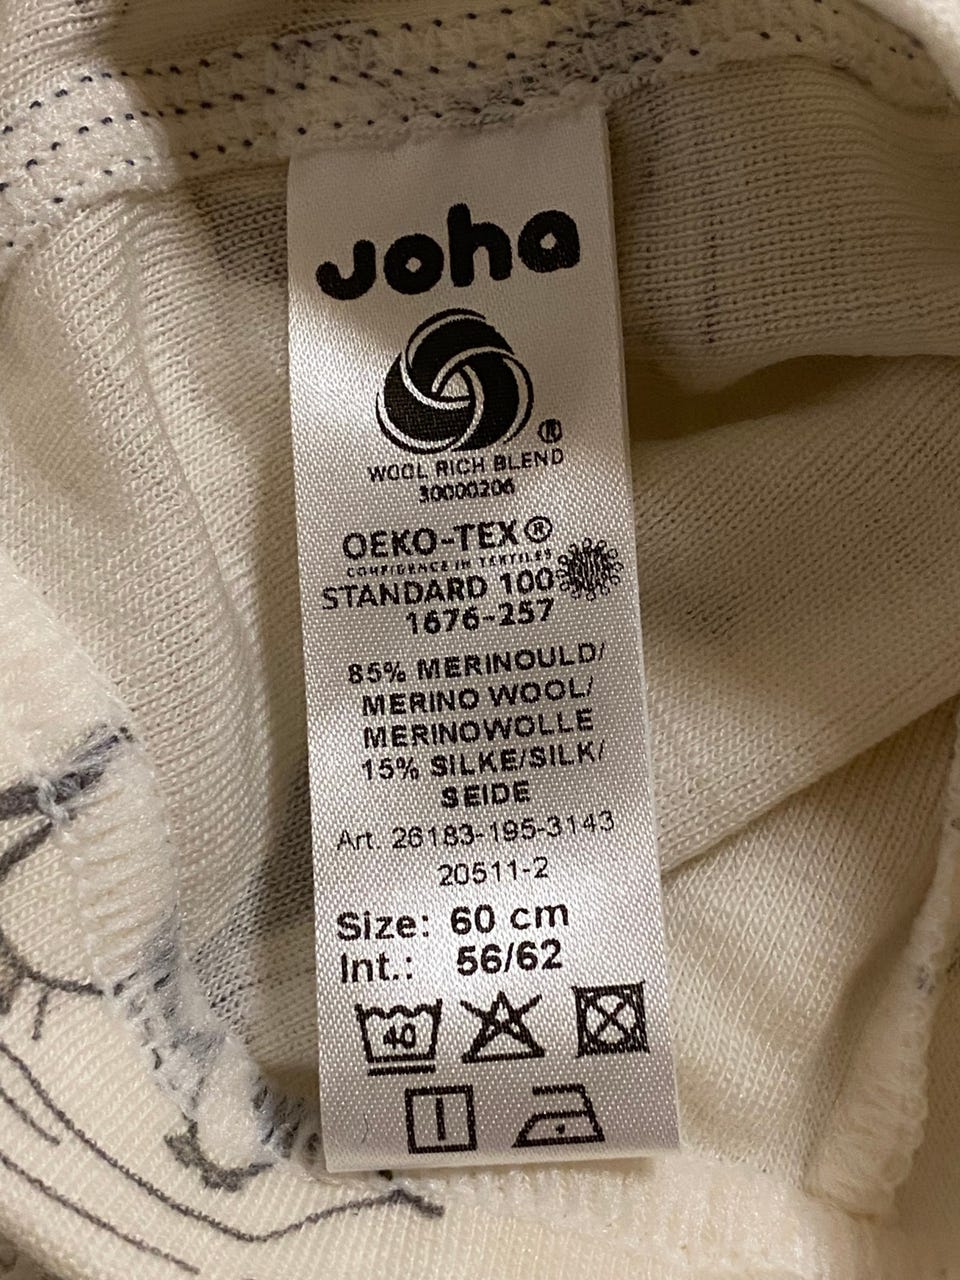 Joha
®
WOOL RICH BLEND
30000206
OEKO-TEX®
CONFIDENCE IN TEXTILES
STANDARD 100
1676-257
85% MERINOULD/
MERINO WOOL/
MERINOWOLLE
15% SILKE/SILK/
SEIDE
Art. 26183-195-3143
20511-2
Size: 60 cm
Int.: 56/62
40